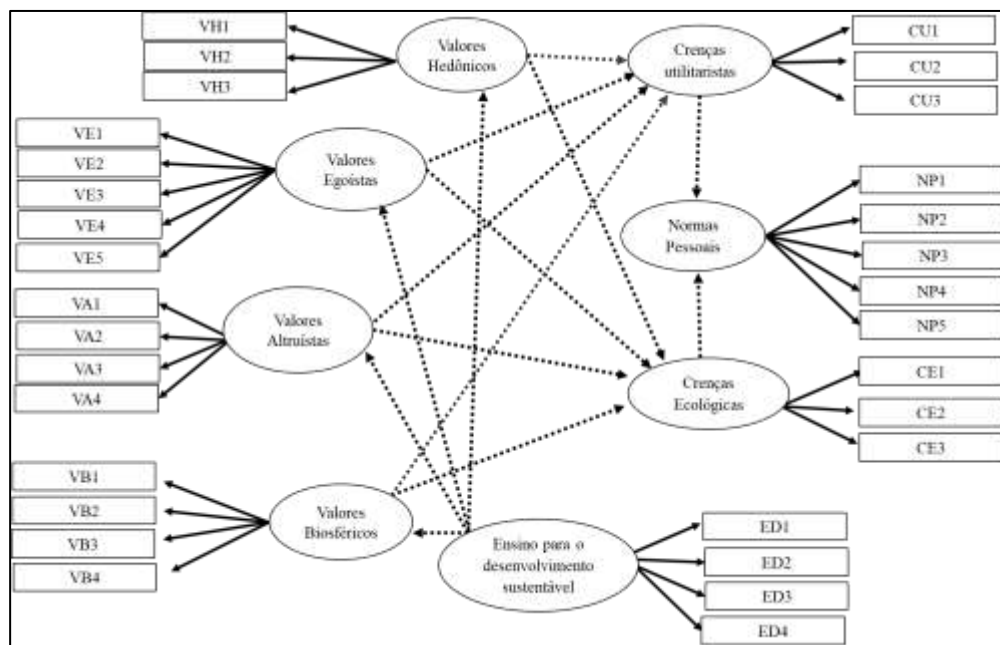 VH1
VH2
VH3
Valores
Hedônicos
Crenças
utilitaristas
CU1
CU2
CU3
VE1
VE2
VE3
VE4
VE5
Valores
Egoístas
Normas
Pessoais
NP1
NP2
NP3
NP4
NP5
VA1
VA2
VA3
VA4
Valores
Altruístas
Crenças
Ecológicas
CE1
CE2
CE3
VB1
VB2
VB3
VB4
Valores
Biosféricos
Ensino para o
desenvolvimento
sustentável
ED1
ED2
ED3
ED4